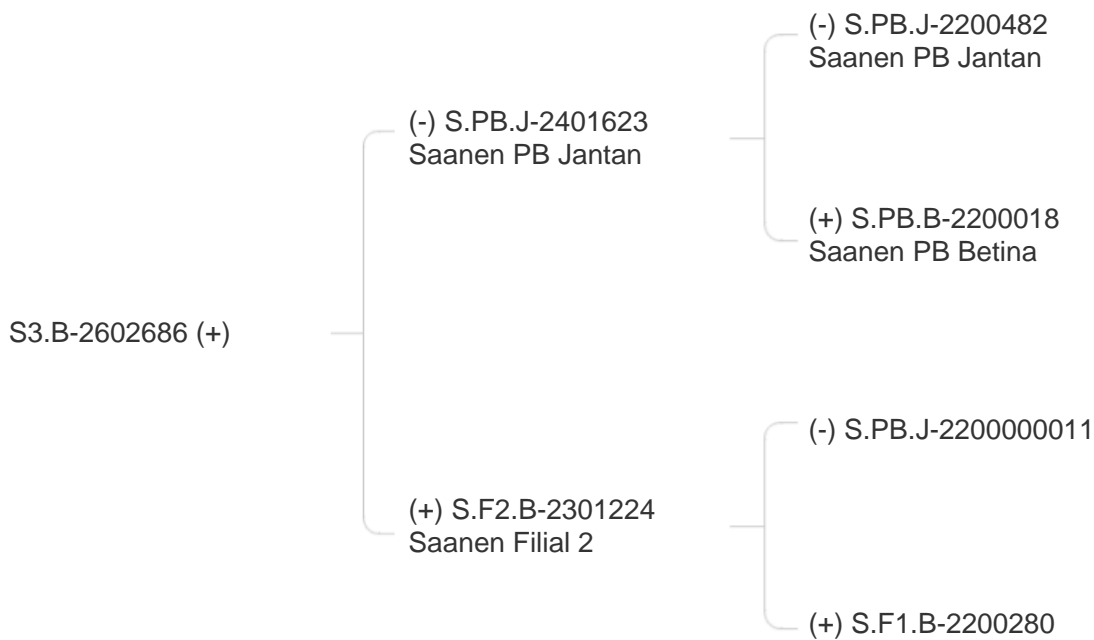 (-) S.PB.J-2200482
Saanen PB Jantan
(-) S.PB.J-2401623
Saanen PB Jantan
(+) S.PB.B-2200018
Saanen PB Betina
S3.B-2602686 (+)
(-) S.PB.J-2200000011
(+) S.F2.B-2301224
Saanen Filial 2
(+) S.F1.B-2200280